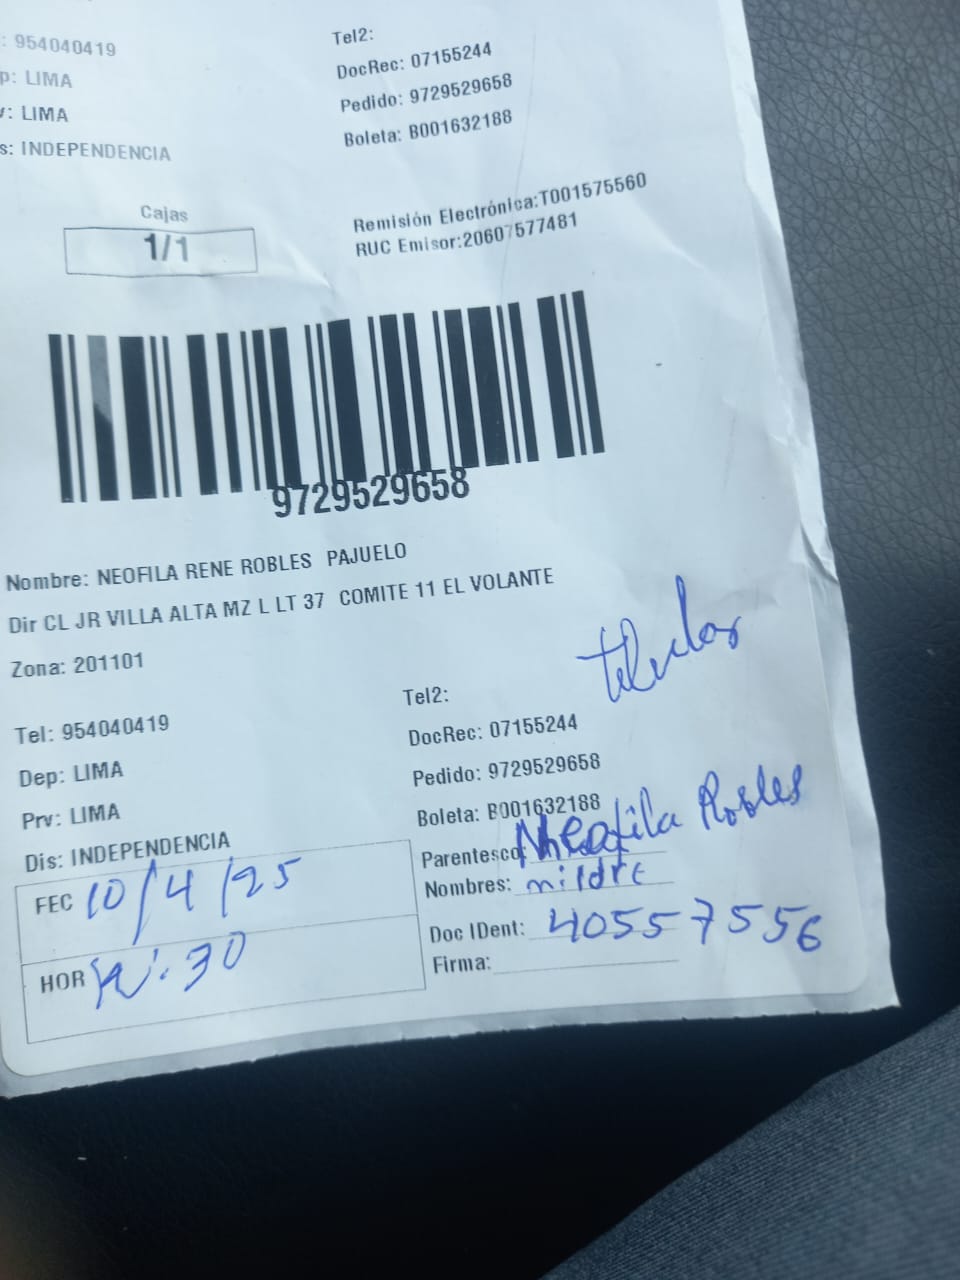 : 954040419
p: LIMA
v: LIMA
s: INDEPENDENCIA
Tel2:
DocRec: 07155244
Pedido: 9729529658
Boleta: B001632188
Cajas
1/1
Remisión Electrónica:T001575560
RUC Emisor:20607577481
9729529658
Nombre: NEOFILA RENE ROBLES PAJUELO
Dir CL JR VILLA ALTA MZ L LT 37 COMITE 11 EL VOLANTE
Zona: 201101
Tel: 954040419
Dep: LIMA
Prv: LIMA
Dis: INDEPENDENCIA
Tel2:
DocRec: 07155244
Pedido: 9729529658
Boleta: B001632188
Parentesco: Neofila Robles
Nombres:
Doc IDent: 40557556
Firma:
FEC 10/4/25
HOR